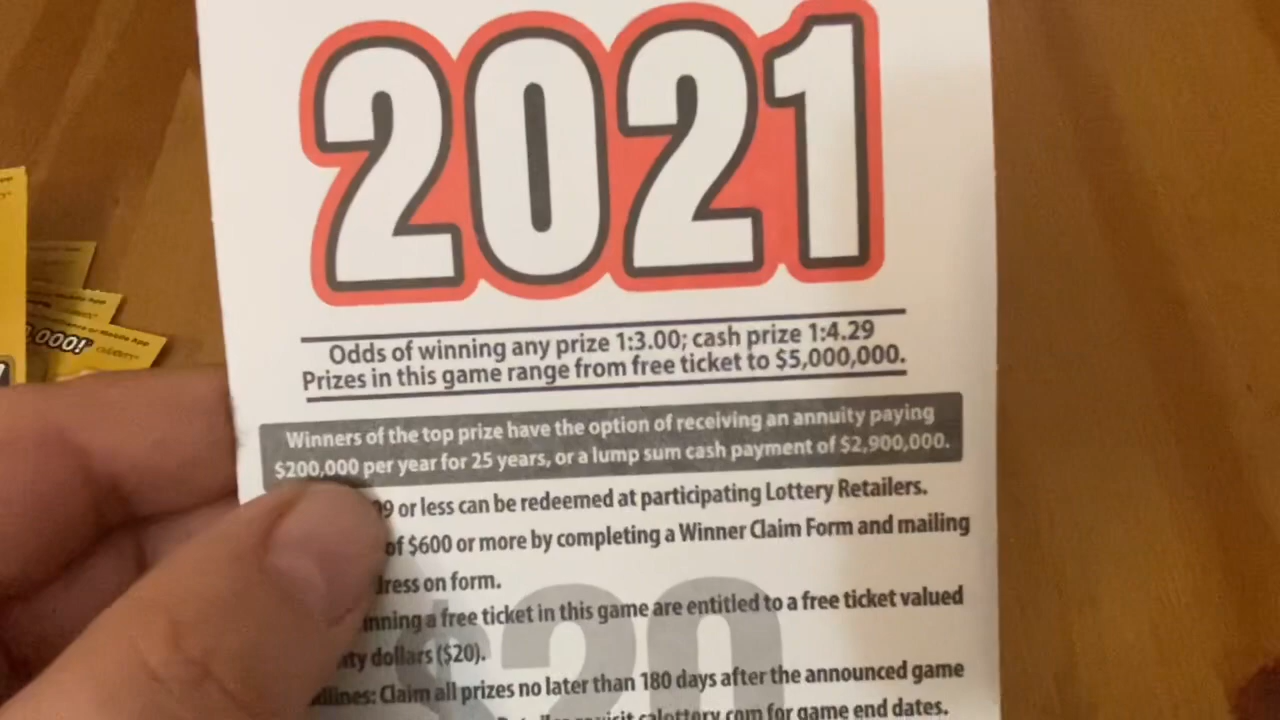 2021
Odds of winning any prize 1:3.00; cash prize 1:4.29
Prizes in this game range from free ticket to $5,000,000.
Winners of the top prize have the option of receiving an annuity paying
$200,000 per year for 25 years, or a lump sum cash payment of $2,900,000.
or less can be redeemed at participating Lottery Retailers.
of $600 or more by completing a Winner Claim Form and mailing
on form.
a free ticket in this game are entitled to a free ticket valued
dollars ($20).
$20
Claim all prizes no later than 180 days after the announced game
calottery.com for game end dates.
,000!
Mobile App